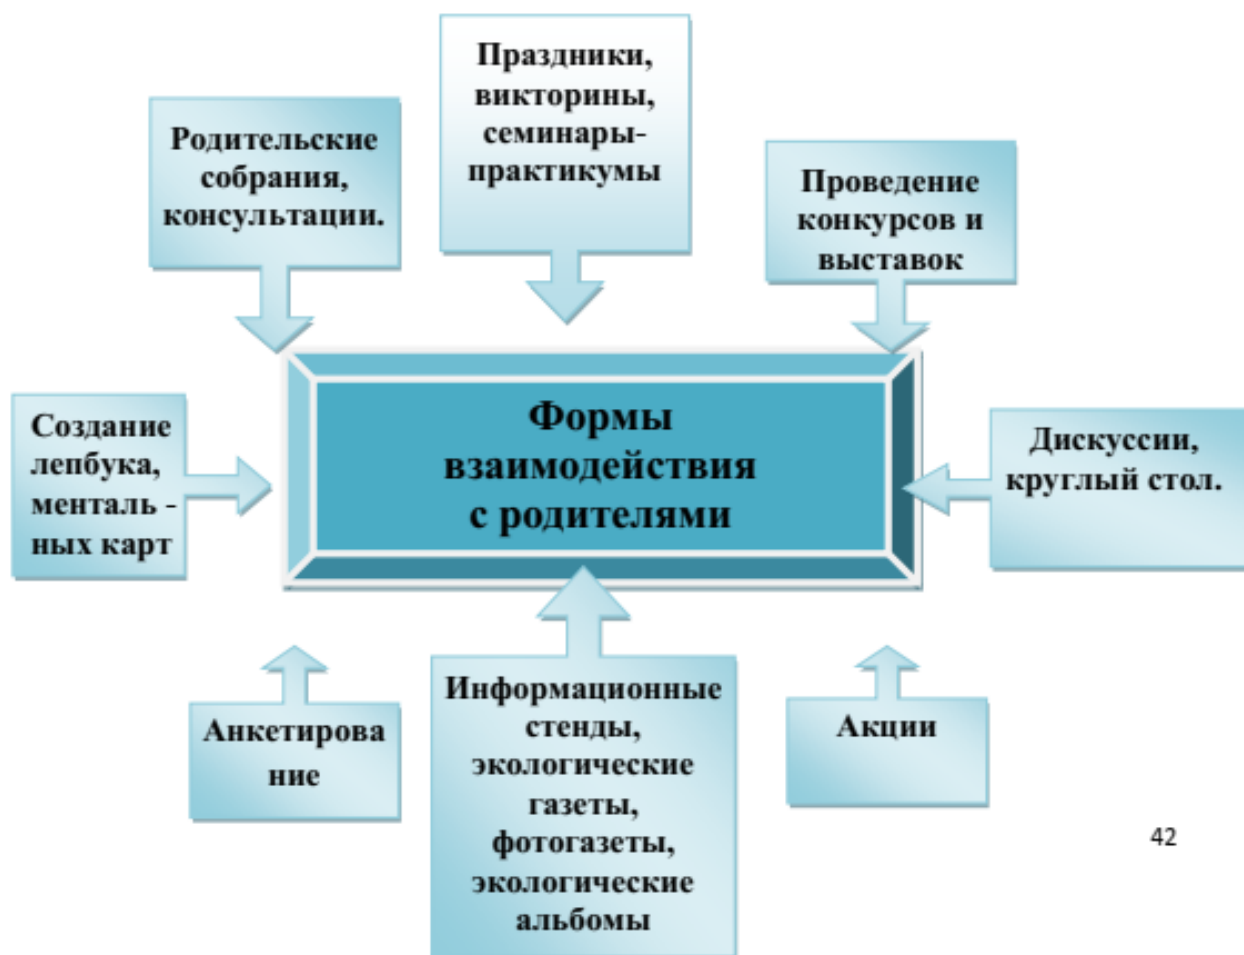 Праздники,
викторины,
семинары-
практикумы
Родительские
собрания,
консультации.
Проведение
конкурсов и
выставок
Формы
взаимодействия
с родителями
Создание
лепбука,
менталь -
ных карт
Дискуссии,
круглый стол.
Анкетирова
ние
Информационные
стенды,
экологические
газеты,
фотогазеты,
экологические
альбомы
Акции
42